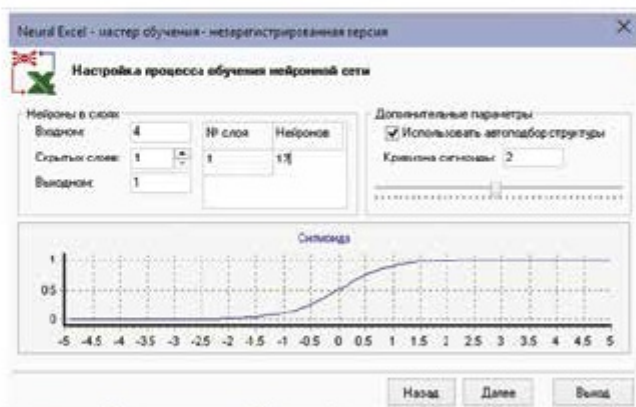 Neural Excel - мастер обучения - незарегистрированная версия
Настройка процесса обучения нейронной сети
Нейроны в слоях
Входном: 4
Скрытых слоев: 1
Выходном: 1
№ слоя Нейронов
1 17
Дополнительные параметры
Использовать автоподбор структуры
Кривизна сигмоиды: 2
Сигмоида
1
0.5
0
-5 -4.5 -4 -3.5 -3 -2.5 -2 -1.5 -1 -0.5 0 0.5 1 1.5 2 2.5 3 3.5 4 4.5 5
Назад Далее Выход